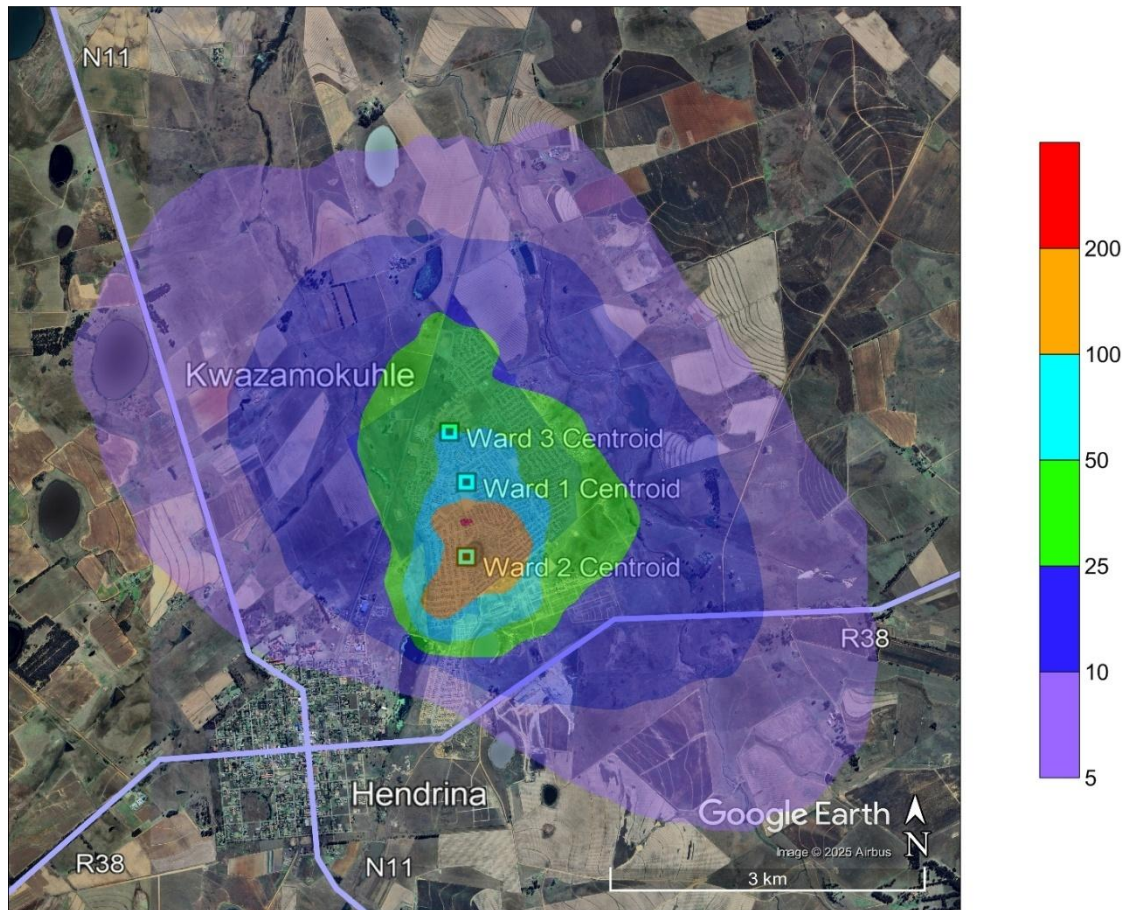 N11
200
100
Kwazamokuhle
Ward 3 Centroid
50
Ward 1 Centroid
Ward 2 Centroid
25
R38
10
5
Hendrina
Google Earth
N
Image © 2025 Airbus
R38
N11
3 km